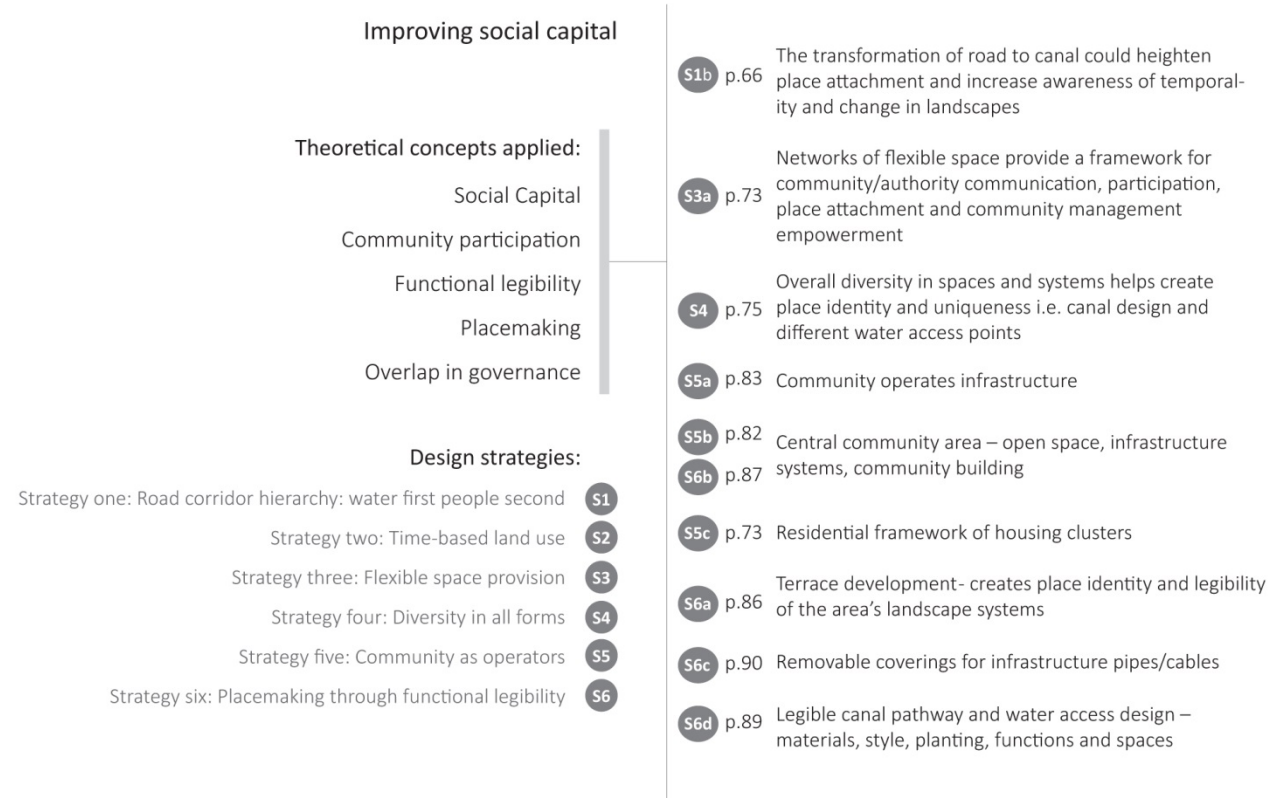 Improving social capital
Theoretical concepts applied:
Social Capital
Community participation
Functional legibility
Placemaking
Overlap in governance
Design strategies:
Strategy one: Road corridor hierarchy: water first people second S1
Strategy two: Time-based land use S2
Strategy three: Flexible space provision S3
Strategy four: Diversity in all forms S4
Strategy five: Community as operators S5
Strategy six: Placemaking through functional legibility S6
S1b p.66 The transformation of road to canal could heighten
place attachment and increase awareness of temporal-
ity and change in landscapes
S3a p.73 Networks of flexible space provide a framework for
community/authority communication, participation,
place attachment and community management
empowerment
S4 p.75 Overall diversity in spaces and systems helps create
place identity and uniqueness i.e. canal design and
different water access points
S5a p.83 Community operates infrastructure
S5b p.82 Central community area – open space, infrastructure
S6b p.87 systems, community building
S5c p.73 Residential framework of housing clusters
S6a p.86 Terrace development- creates place identity and legibility
of the area's landscape systems
S6c p.90 Removable coverings for infrastructure pipes/cables
S6d p.89 Legible canal pathway and water access design –
materials, style, planting, functions and spaces